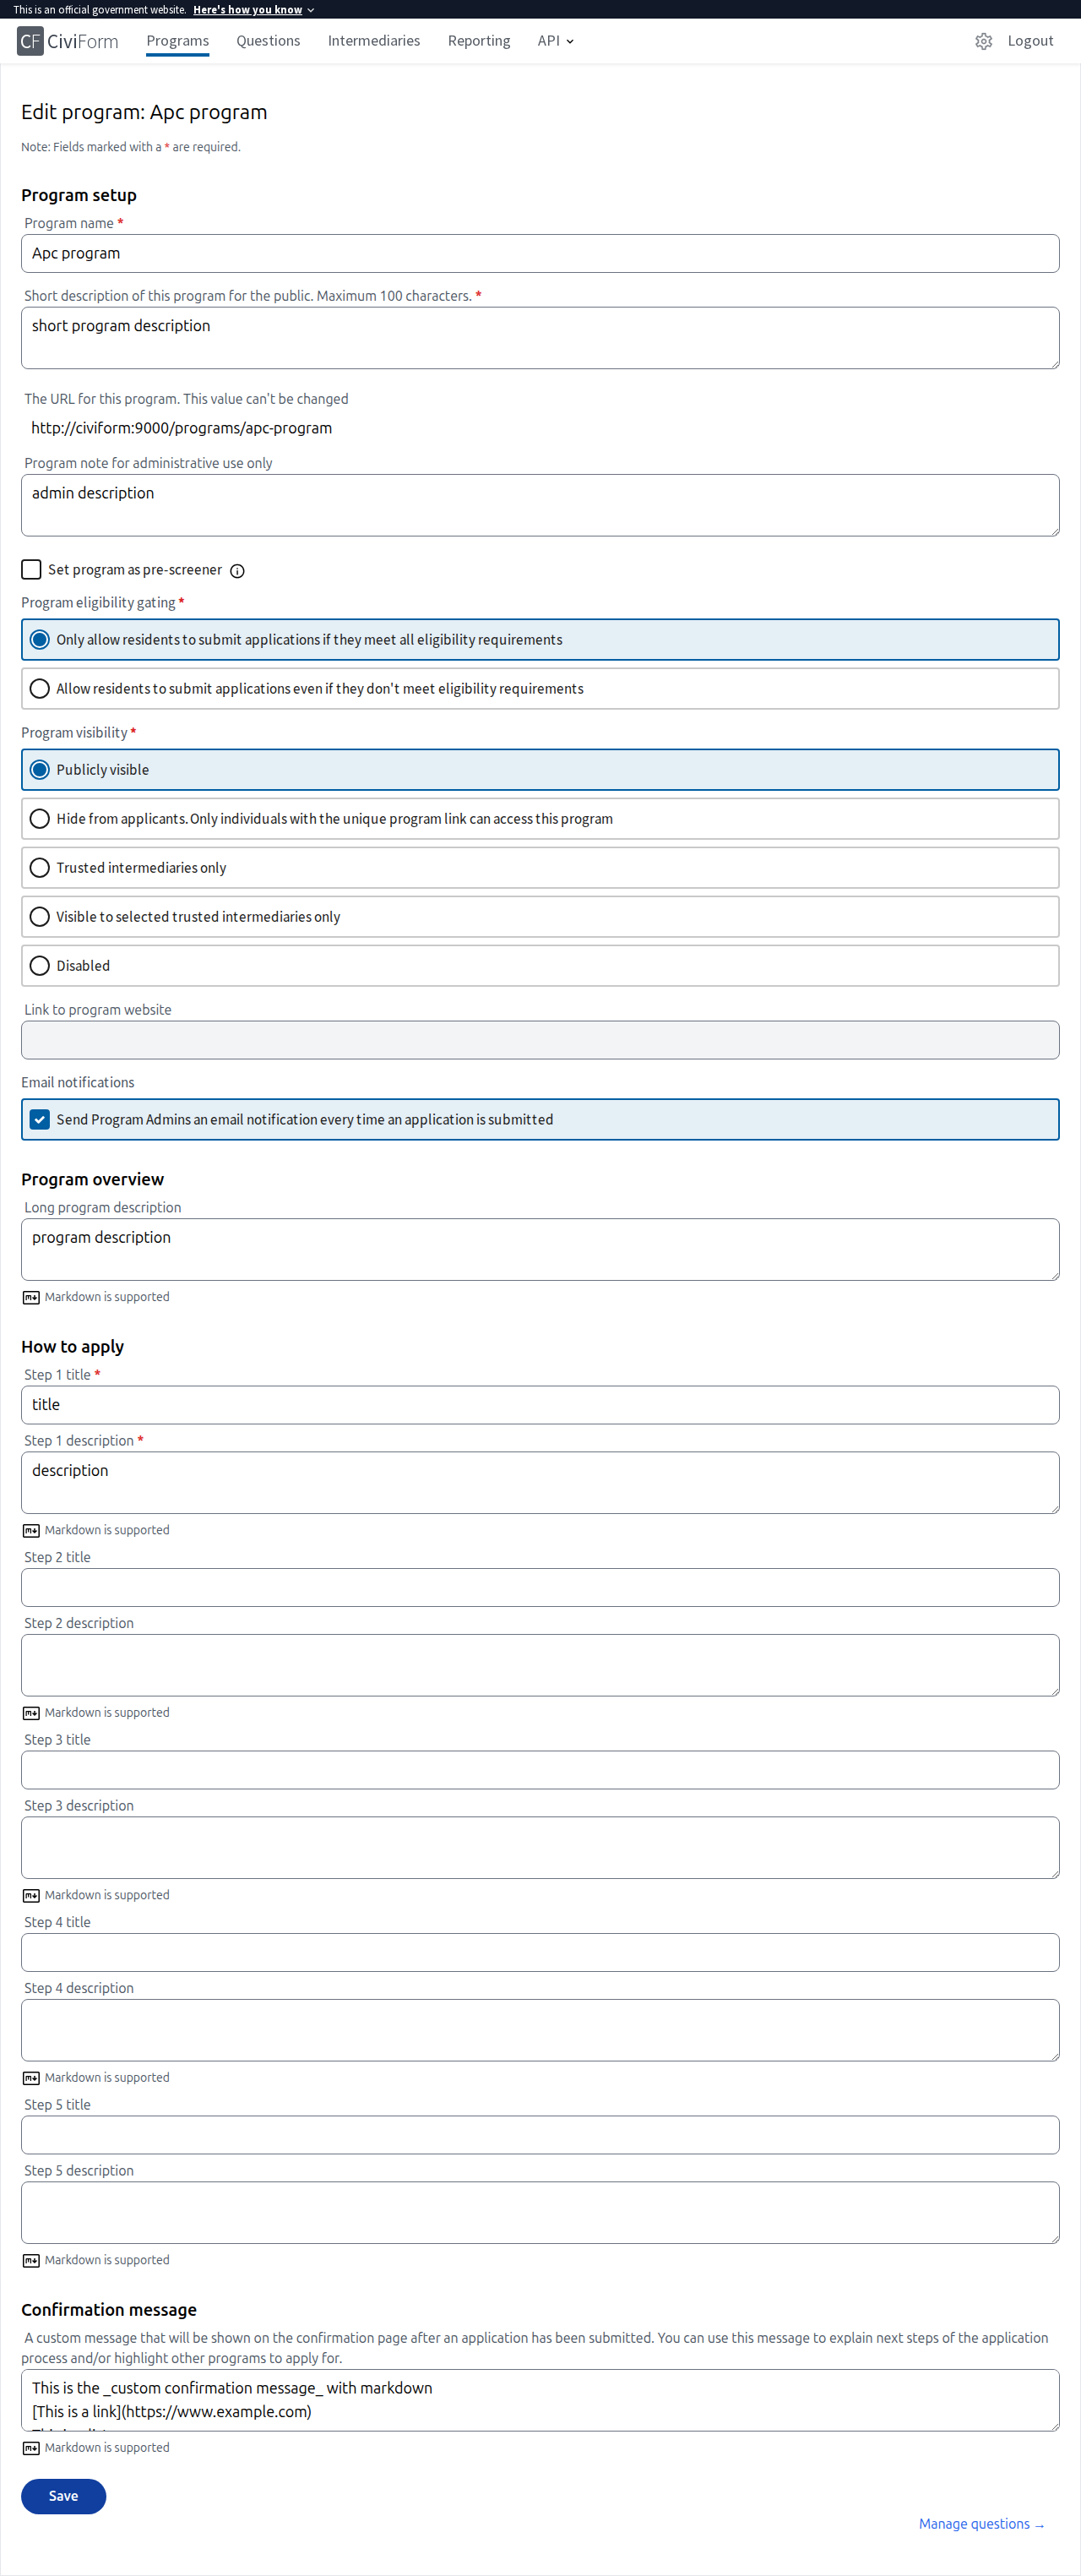 This is an official government website. Here's how you know
CF CiviForm Programs Questions Intermediaries Reporting API Logout
Edit program: Apc program
Note: Fields marked with a * are required.
Program setup
Program name *
Apc program
Short description of this program for the public. Maximum 100 characters. *
short program description
The URL for this program. This value can't be changed
http://civiform:9000/programs/apc-program
Program note for administrative use only
admin description
Set program as pre-screener
Program eligibility gating *
Only allow residents to submit applications if they meet all eligibility requirements
Allow residents to submit applications even if they don't meet eligibility requirements
Program visibility *
Publicly visible
Hide from applicants. Only individuals with the unique program link can access this program
Trusted intermediaries only
Visible to selected trusted intermediaries only
Disabled
Link to program website
Email notifications
Send Program Admins an email notification every time an application is submitted
Program overview
Long program description
program description
Markdown is supported
How to apply
Step 1 title *
title
Step 1 description *
description
Markdown is supported
Step 2 title
Step 2 description
Markdown is supported
Step 3 title
Step 3 description
Markdown is supported
Step 4 title
Step 4 description
Markdown is supported
Step 5 title
Step 5 description
Markdown is supported
Confirmation message
A custom message that will be shown on the confirmation page after an application has been submitted. You can use this message to explain next steps of the application
process and/or highlight other programs to apply for.
This is the _custom confirmation message_ with markdown
[This is a link](https://www.example.com)
Markdown is supported
Save
Manage questions →